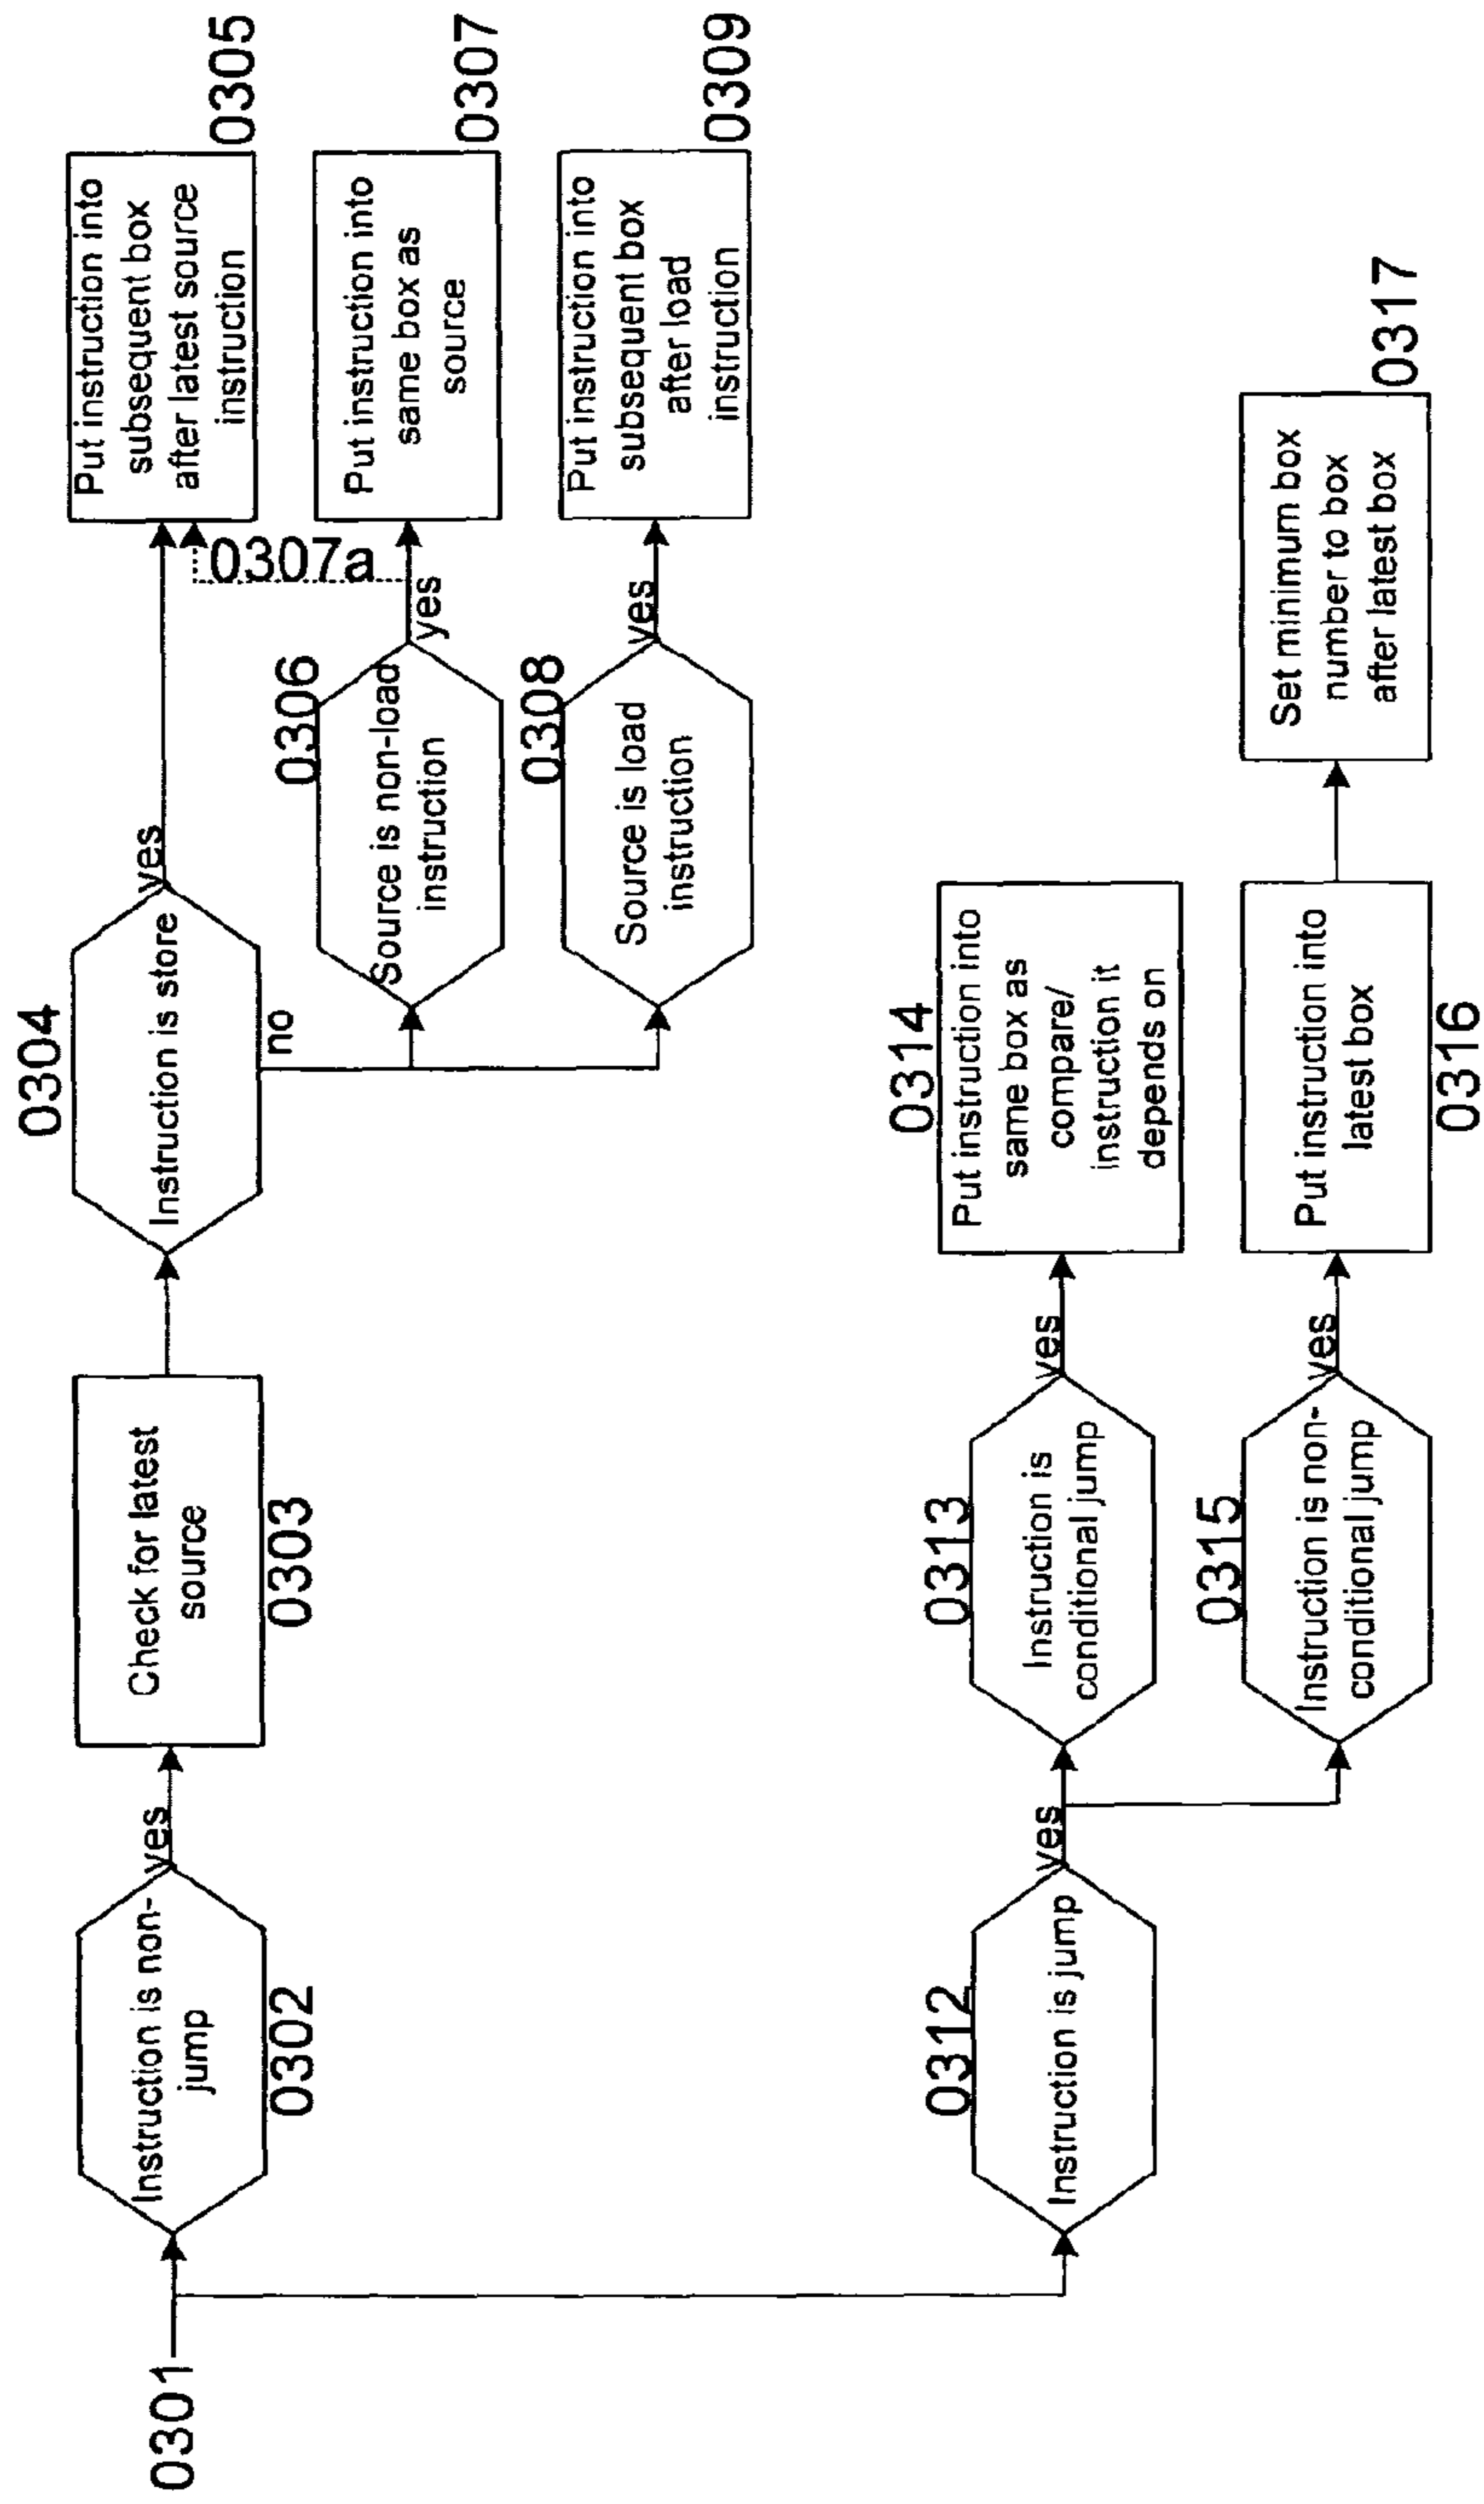 0301
Instruction is non-
jump
0302
yes
Check for latest
source
0303
0304
Instruction is store
yes
no
Put instruction into
subsequent box
after latest source
instruction
0305
0306
Source is non-load
instruction
yes
0307a
Put instruction into
same box as
source
0307
0308
Source is load
instruction
yes
Put instruction into
subsequent box
after load
instruction
0309
0312
Instruction is jump
yes
0313
Instruction is
conditional jump
yes
0314
Put instruction into
same box as
compare/
instruction it
depends on
0315
Instruction is non-
conditional jump
yes
Put instruction into
latest box
0316
Set minimum box
number to box
after latest box
0317